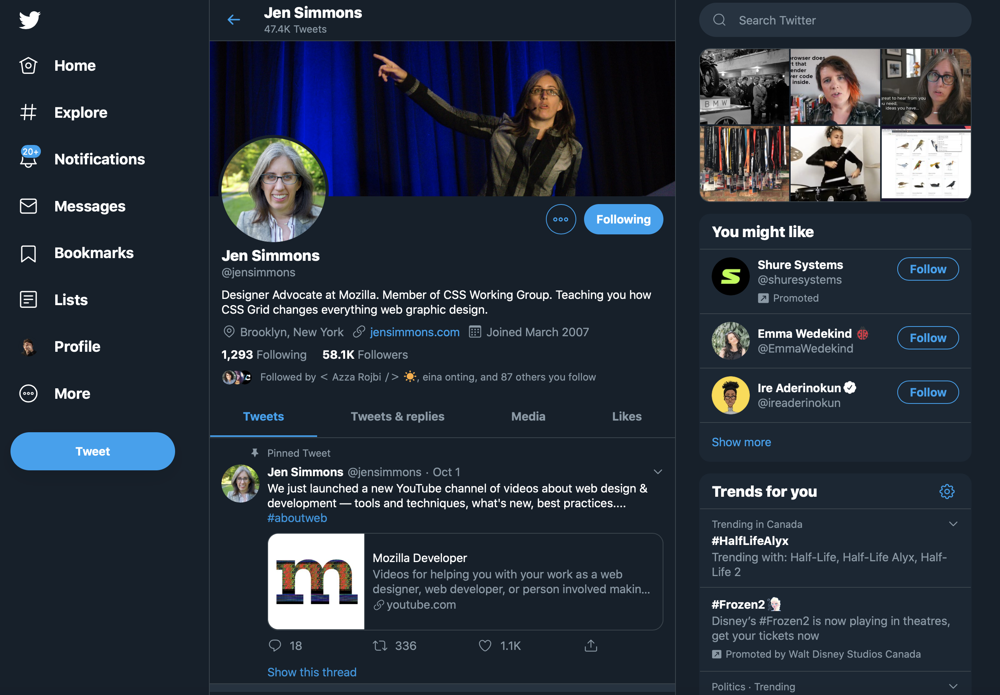 Jen Simmons
47.4K Tweets
Search Twitter
Home
Explore
20+
Notifications
Messages
Bookmarks
Lists
Profile
More
Tweet
Following
Jen Simmons
@jensimmons
Designer Advocate at Mozilla. Member of CSS Working Group. Teaching you how
CSS Grid changes everything web graphic design.
Brooklyn, New York jensimmons.com Joined March 2007
1,293 Following 58.1K Followers
Followed by < Azza Rojbi / > ☀️, eina onting, and 87 others you follow
Tweets Tweets & replies Media Likes
Pinned Tweet
Jen Simmons @jensimmons · Oct 1
We just launched a new YouTube channel of videos about web design &
development — tools and techniques, what's new, best practices....
#aboutweb
Mozilla Developer
Videos for helping you with your work as a web
designer, web developer, or person involved makin...
youtube.com
18 336 1.1K
Show this thread
BMW
rowser does
t that
ender
er code
inside.
great to hear from you
u need,
ideas you have...
You might like
Shure Systems
@shuresystems
Promoted
Follow
Emma Wedekind 🐞
@EmmaWedekind
Follow
Ire Aderinokun
@ireaderinokun
Follow
Show more
Trends for you
Trending in Canada
#HalfLifeAlyx
Trending with: Half-Life, Half-Life Alyx, Half-
Life 2
#Frozen2
Disney’s #Frozen2 is now playing in theatres,
get your tickets now
Promoted by Walt Disney Studios Canada
Politics · Trending